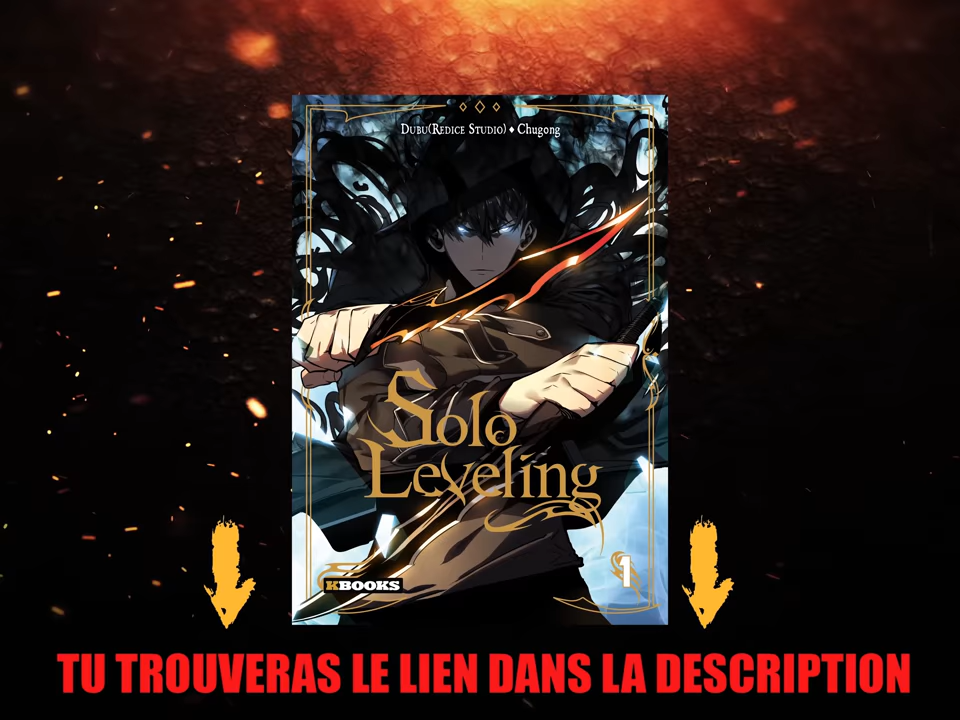 Dubu(Redice Studio) ♦ Chugong
Solo
Leveling
KBOOKS
1
TU TROUVERAS LE LIEN DANS LA DESCRIPTION